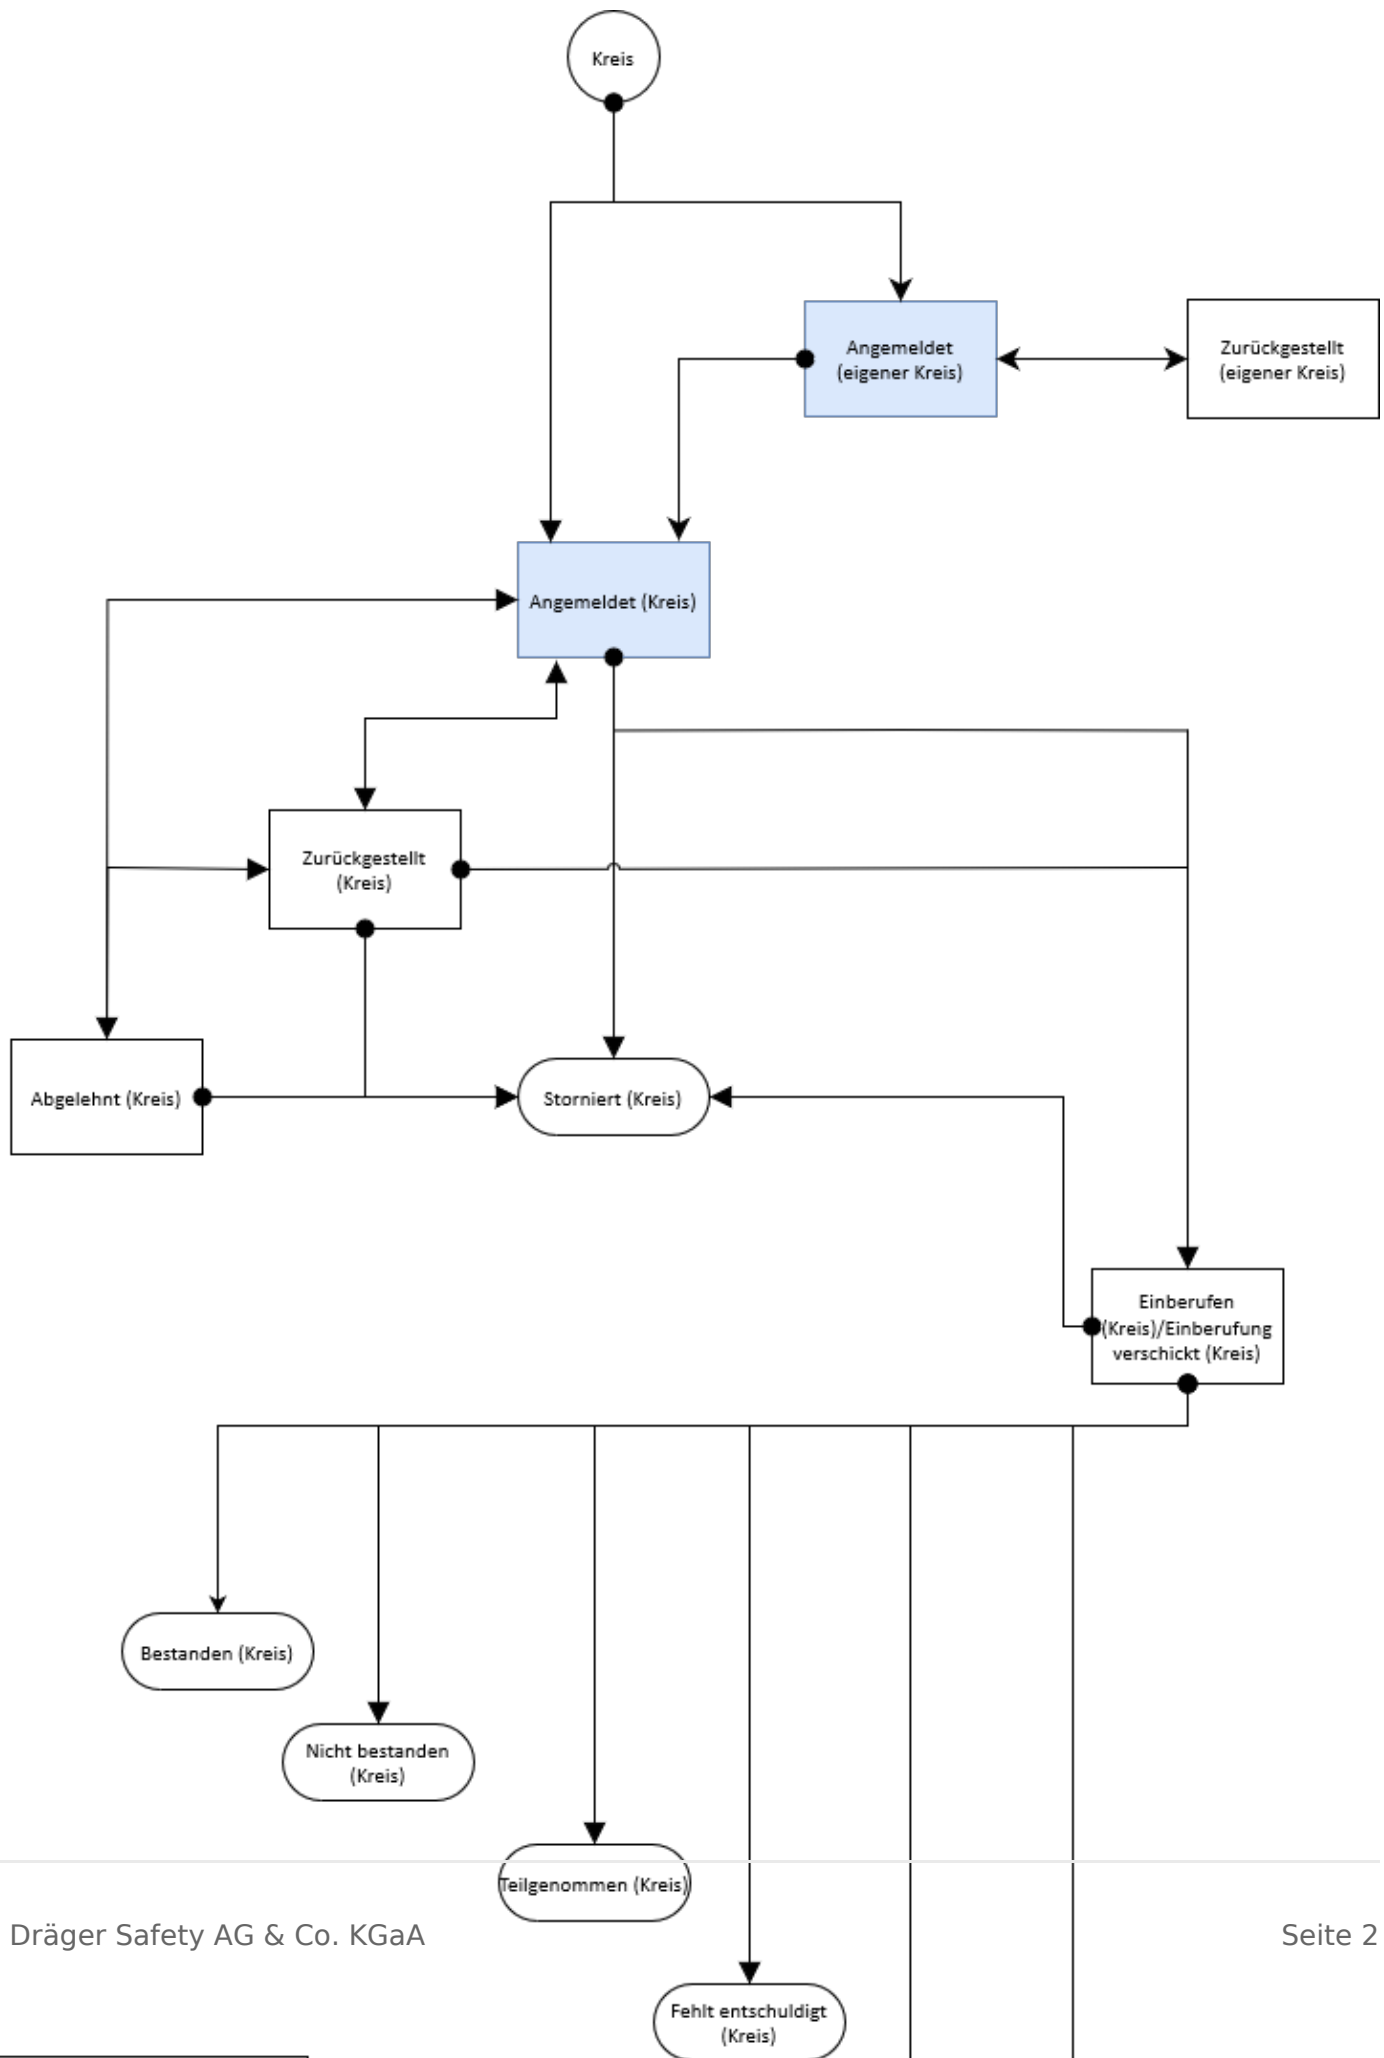 Kreis
Angemeldet
(eigener Kreis)
Zurückgestellt
(eigener Kreis)
Angemeldet (Kreis)
Zurückgestellt
(Kreis)
Abgelehnt (Kreis)
Storniert (Kreis)
Einberufen
(Kreis)/Einberufung
verschickt (Kreis)
Bestanden (Kreis)
Nicht bestanden
(Kreis)
Teilgenommen (Kreis)
Dräger Safety AG & Co. KGaA
Seite 2
Fehlt entschuldigt
(Kreis)